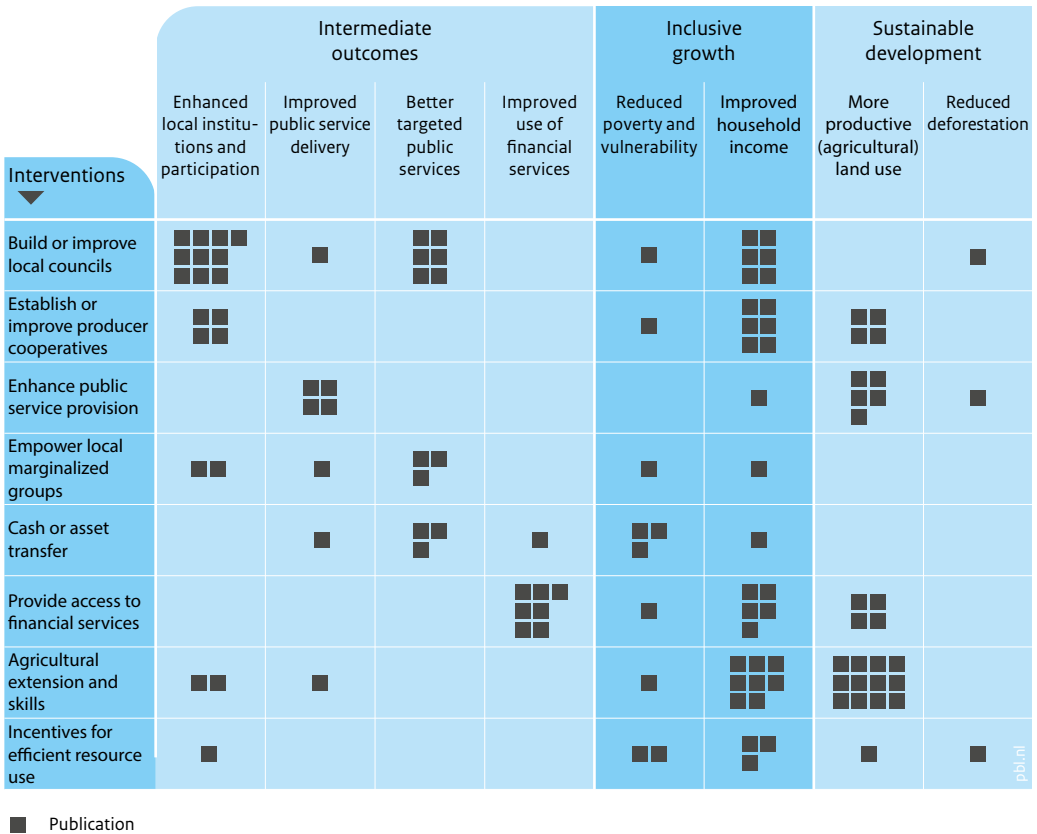 Intermediate
outcomes
Inclusive
growth
Sustainable
development
Enhanced
local institu-
tions and
participation
Improved
public service
delivery
Better
targeted
public
services
Improved
use of
financial
services
Reduced
poverty and
vulnerability
Improved
household
income
More
productive
(agricultural)
land use
Reduced
deforestation
Interventions
Build or improve
local councils
Establish or
improve producer
cooperatives
Enhance public
service provision
Empower local
marginalized
groups
Cash or asset
transfer
Provide access to
financial services
Agricultural
extension and
skills
Incentives for
efficient resource
use
pbl.nl
Publication